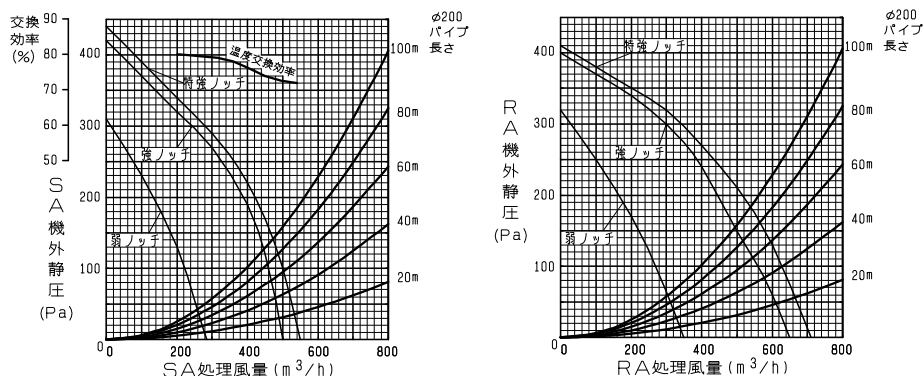 交換
効率
(%)
90
80
70
60
50
400
300
200
100
0
SA機外静圧
(Pa)
温度交換効率
特強ノッチ
強ノッチ
弱ノッチ
φ200
パイプ
長さ
100m
80m
60m
40m
20m
200
400
600
800
SA処理風量(m³/h)
400
300
200
100
0
RA機外静圧
(Pa)
特強ノッチ
強ノッチ
弱ノッチ
φ200
パイプ
長さ
100m
80m
60m
40m
20m
0
200
400
600
800
RA処理風量(m³/h)